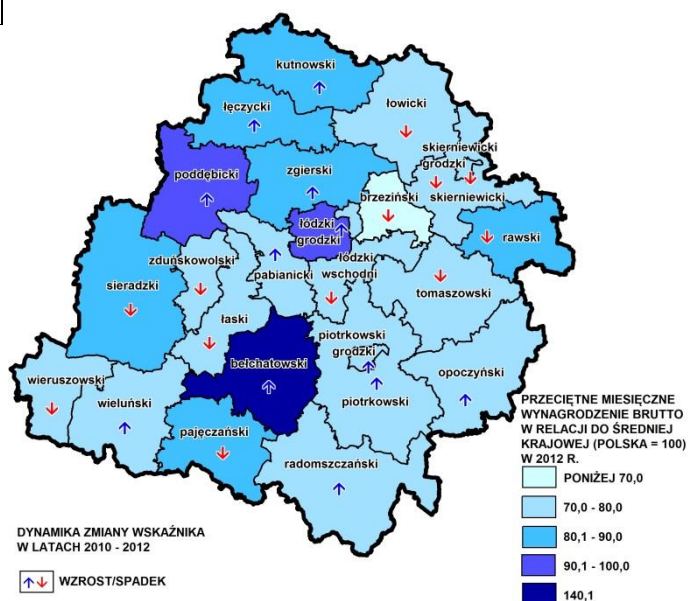 kutnowski
łęczycki
łowicki
skierniewicki
grodzki
poddębicki
zgierski
brzeziński
skierniewicki
łódzki
grodzki
rawski
zduńskowolski
pabianicki
łódzki
wschodni
sieradzki
tomaszowski
łaski
piotrkowski
grodzki
bełchatowski
opoczyński
wieruszowski
wieluński
piotrkowski
pajęczański
radomszczański
PRZECIĘTNE MIESIĘCZNE
WYNAGRODZENIE BRUTTO
W RELACJI DO ŚREDNIEJ
KRAJOWEJ (POLSKA = 100)
W 2012 R.
PONIŻEJ 70,0
70,0 - 80,0
80,1 - 90,0
90,1 - 100,0
140,1
DYNAMIKA ZMIANY WSKAŹNIKA
W LATACH 2010 - 2012
WZROST/SPADEK